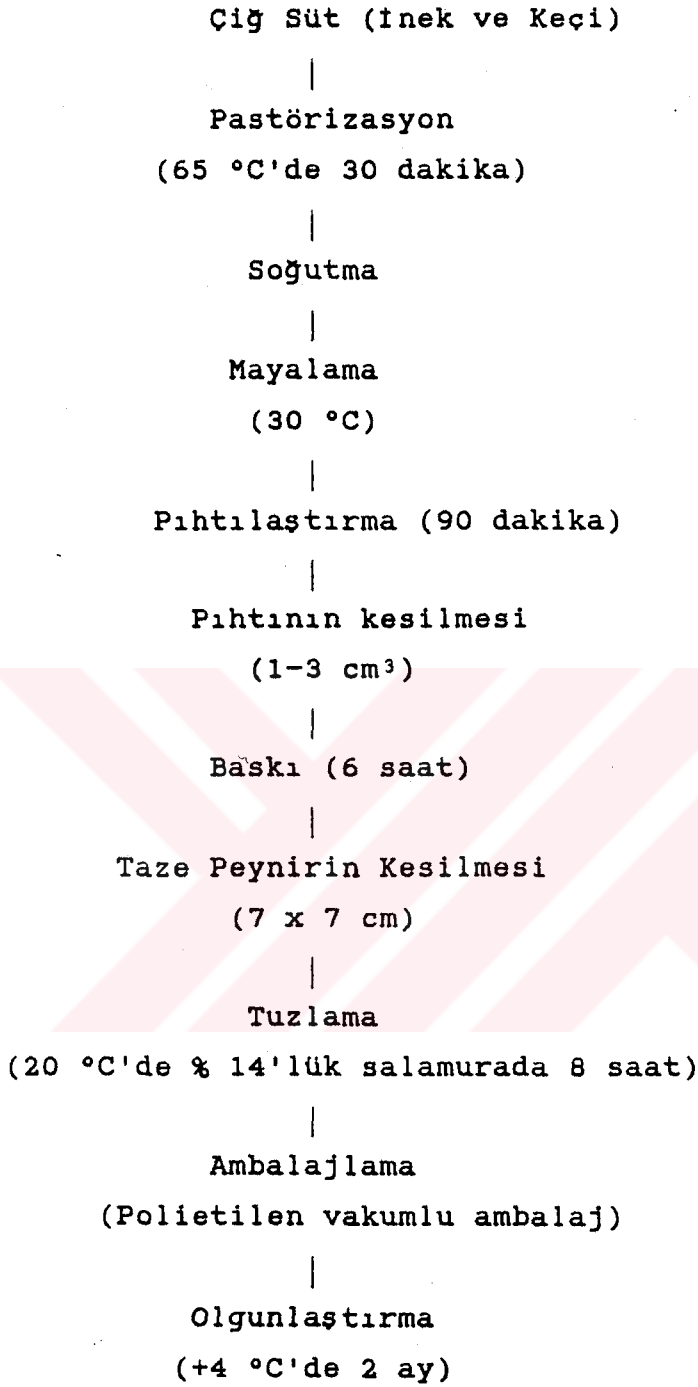 Çiğ Süt (İnek ve Keçi)
Pastörizasyon
(65 °C'de 30 dakika)
Soğutma
Mayalama
(30 °C)
Pıhtılaştırma (90 dakika)
Pıhtının kesilmesi
(1-3 cm³)
Baskı (6 saat)
Taze Peynirin Kesilmesi
(7 x 7 cm)
Tuzlama
(20 °C'de % 14'lük salamurada 8 saat)
Ambalajlama
(Polietilen vakumlu ambalaj)
Olgunlaştırma
(+4 °C'de 2 ay)